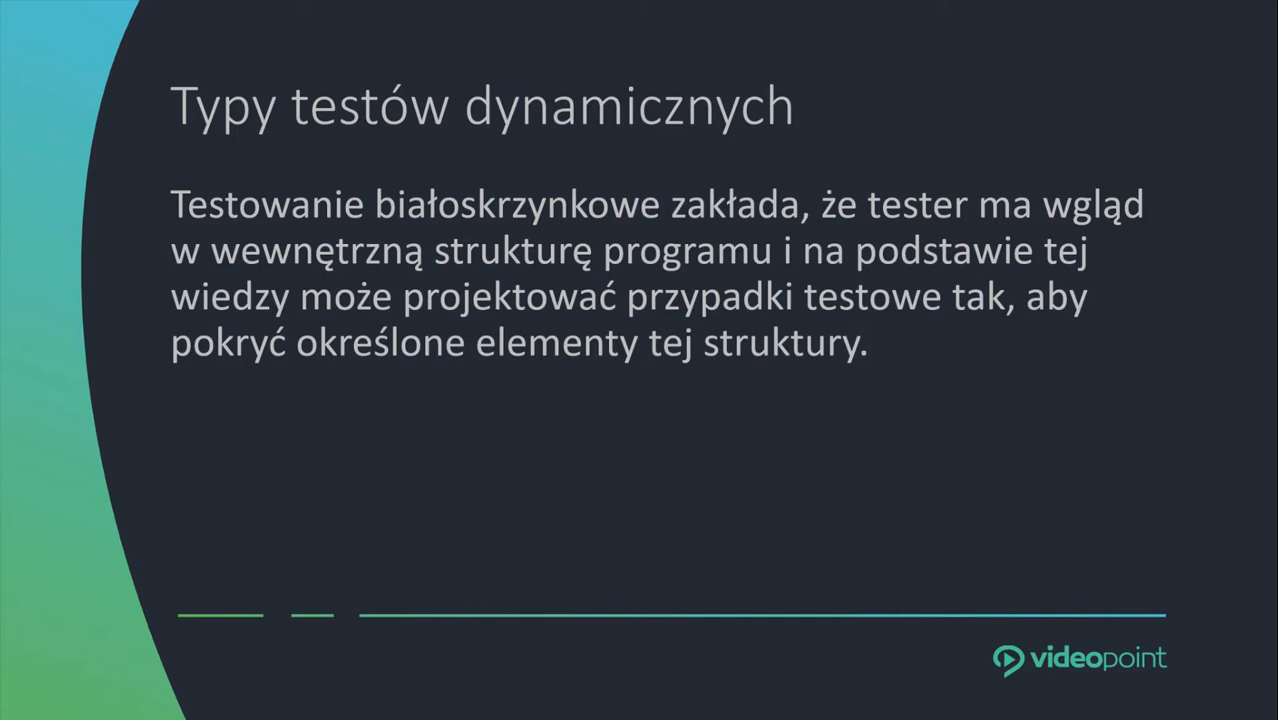 Typy testów dynamicznych
Testowanie białoskrzynkowe zakłada, że tester ma wgląd
w wewnętrzną strukturę programu i na podstawie tej
wiedzy może projektować przypadki testowe tak, aby
pokryć określone elementy tej struktury.
videopoint